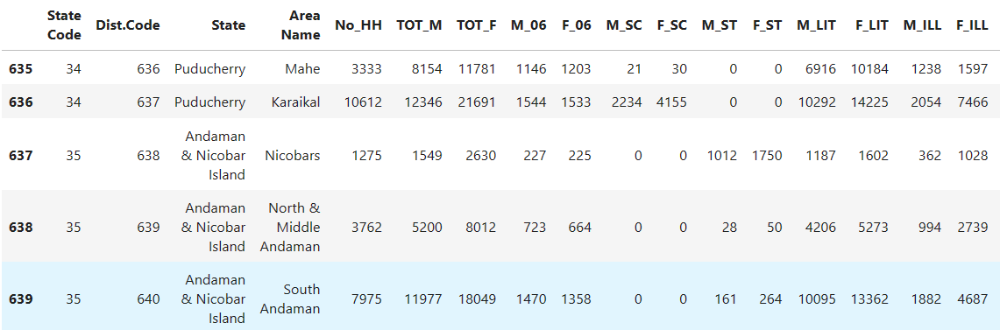 State Code Dist.Code State Area Name No_HH TOT_M TOT_F M_06 F_06 M_SC F_SC M_ST F_ST M_LIT F_LIT M_ILL F_ILL
635 34 636 Puducherry Mahe 3333 8154 11781 1146 1203 21 30 0 0 6916 10184 1238 1597
636 34 637 Puducherry Karaikal 10612 12346 21691 1544 1533 2234 4155 0 0 10292 14225 2054 7466
637 35 638 Andaman & Nicobar Island Nicobars 1275 1549 2630 227 225 0 0 1012 1750 1187 1602 362 1028
638 35 639 Andaman & Nicobar Island North & Middle Andaman 3762 5200 8012 723 664 0 0 28 50 4206 5273 994 2739
639 35 640 Andaman & Nicobar Island South Andaman 7975 11977 18049 1470 1358 0 0 161 264 10095 13362 1882 4687